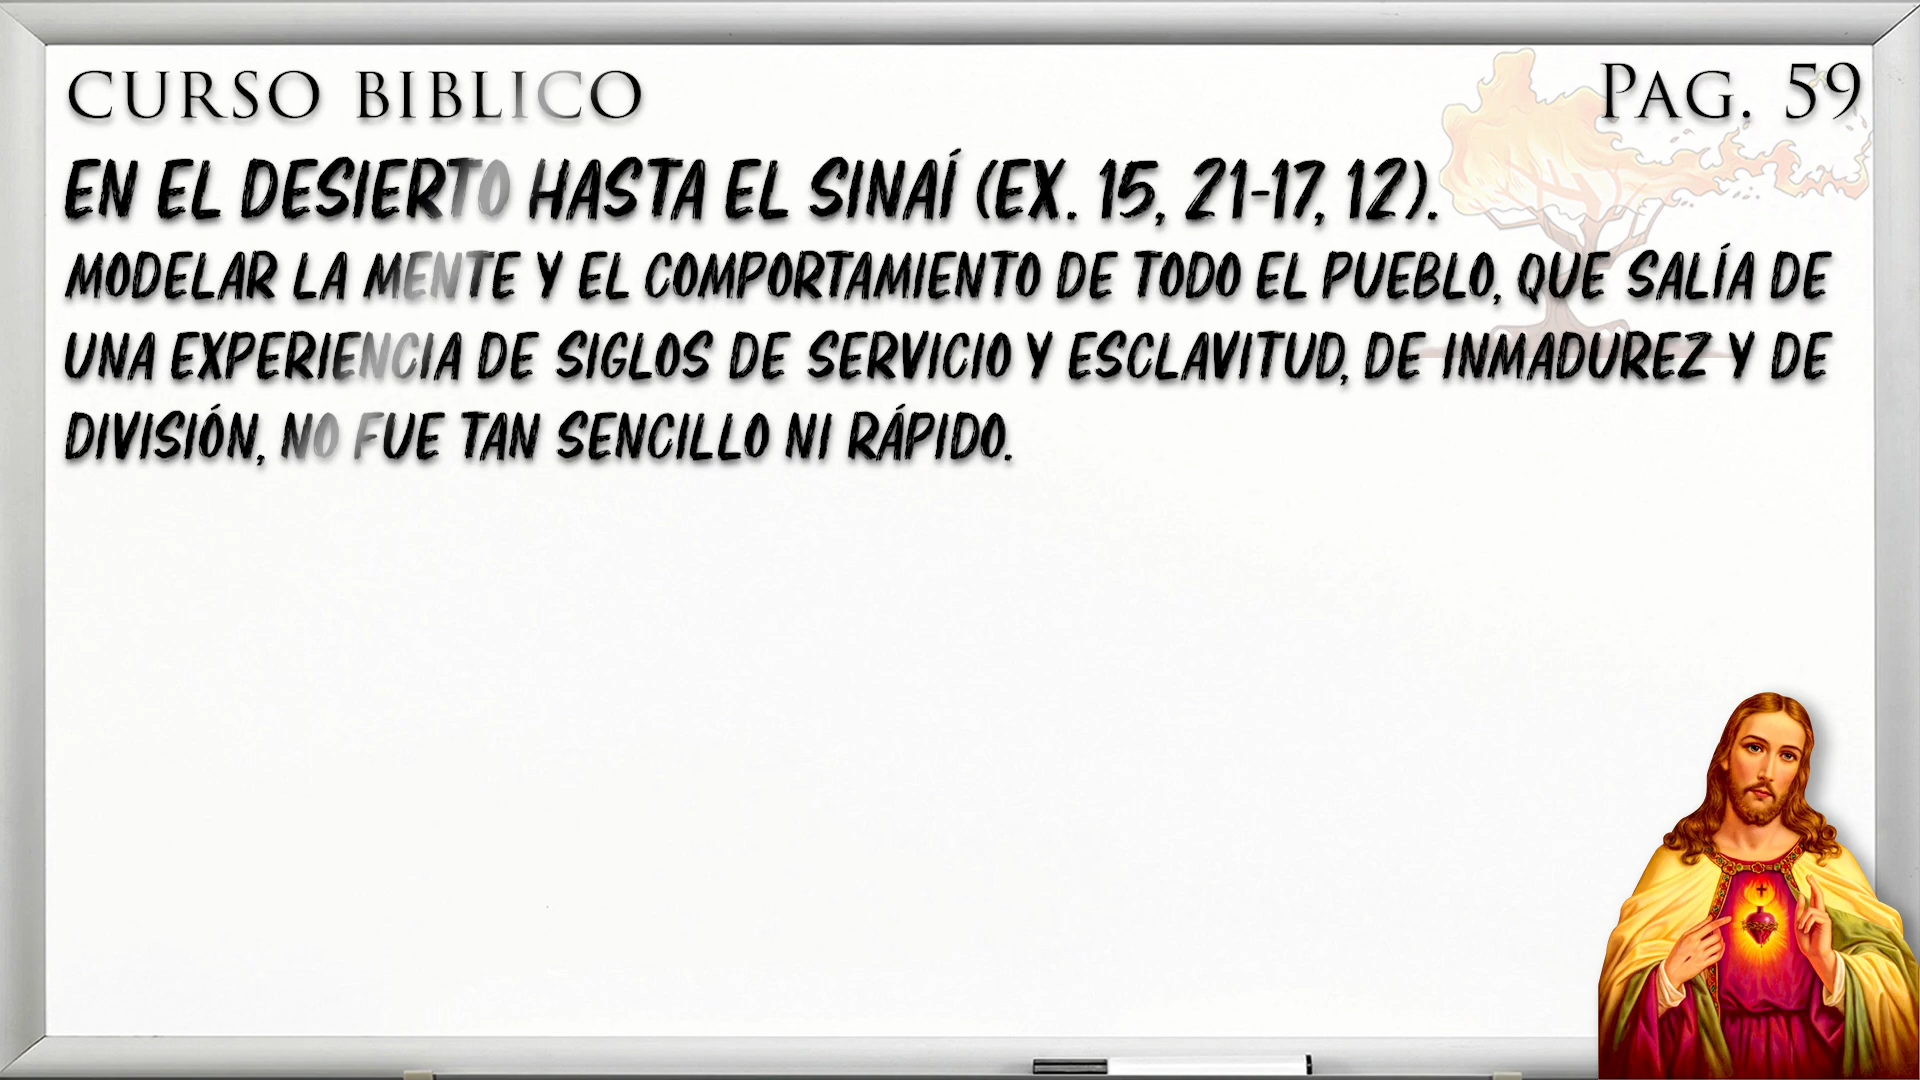 CURSO BIBLICO
PAG. 59
EN EL DESIERTO HASTA EL SINAÍ (EX. 15, 21-17, 12).
MODELAR LA MENTE Y EL COMPORTAMIENTO DE TODO EL PUEBLO, QUE SALÍA DE
UNA EXPERIENCIA DE SIGLOS DE SERVICIO Y ESCLAVITUD, DE INMADUREZ Y DE
DIVISIÓN, NO FUE TAN SENCILLO NI RÁPIDO.